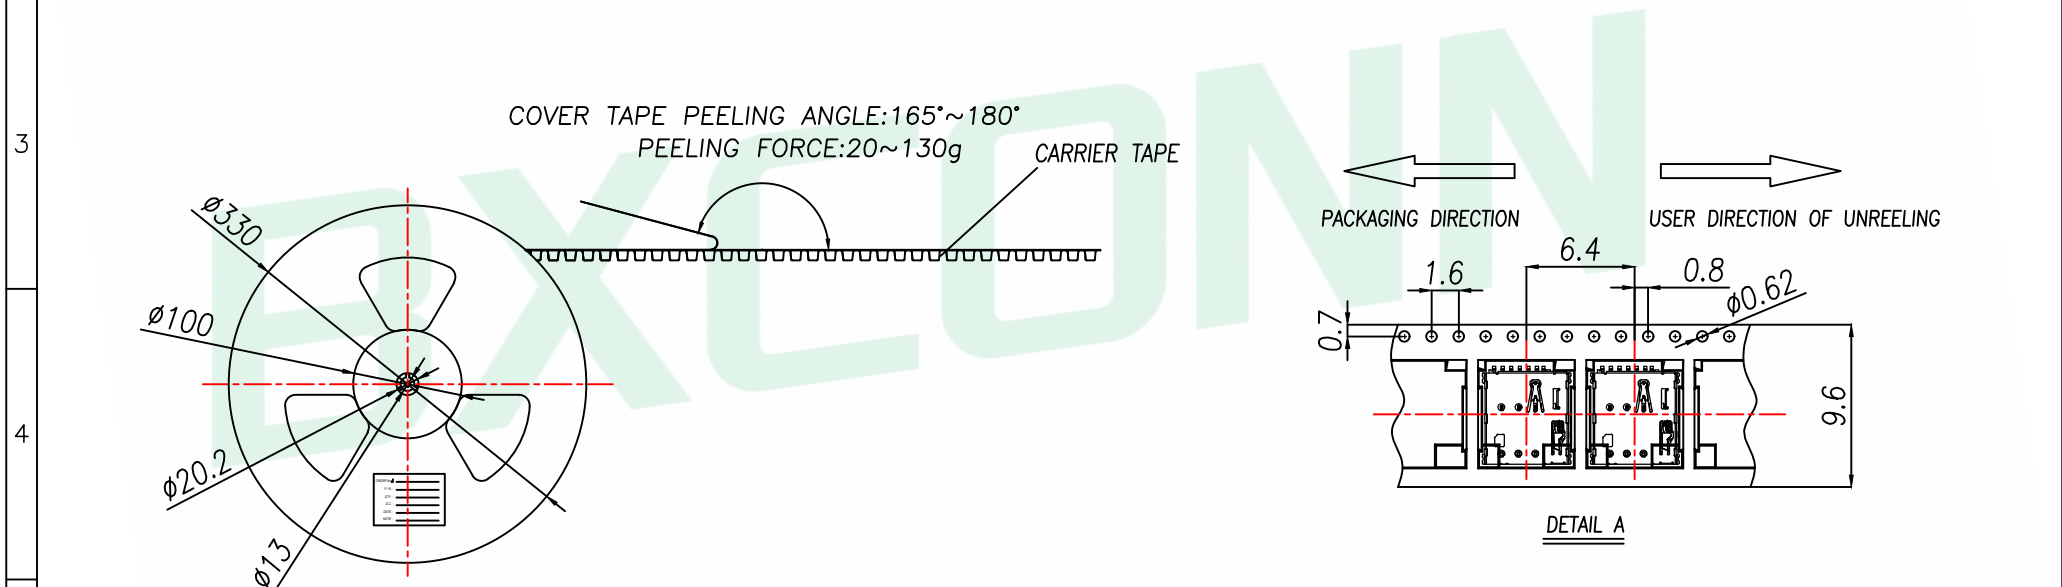 BXCONN
3
COVER TAPE PEELING ANGLE:165°~180°
PEELING FORCE:20~130g
CARRIER TAPE
PACKAGING DIRECTION
USER DIRECTION OF UNREELING
ø330
6.4
1.6
0.8
ø0.62
0.7
ø100
9.6
4
ø20.2
ø13
DETAIL A